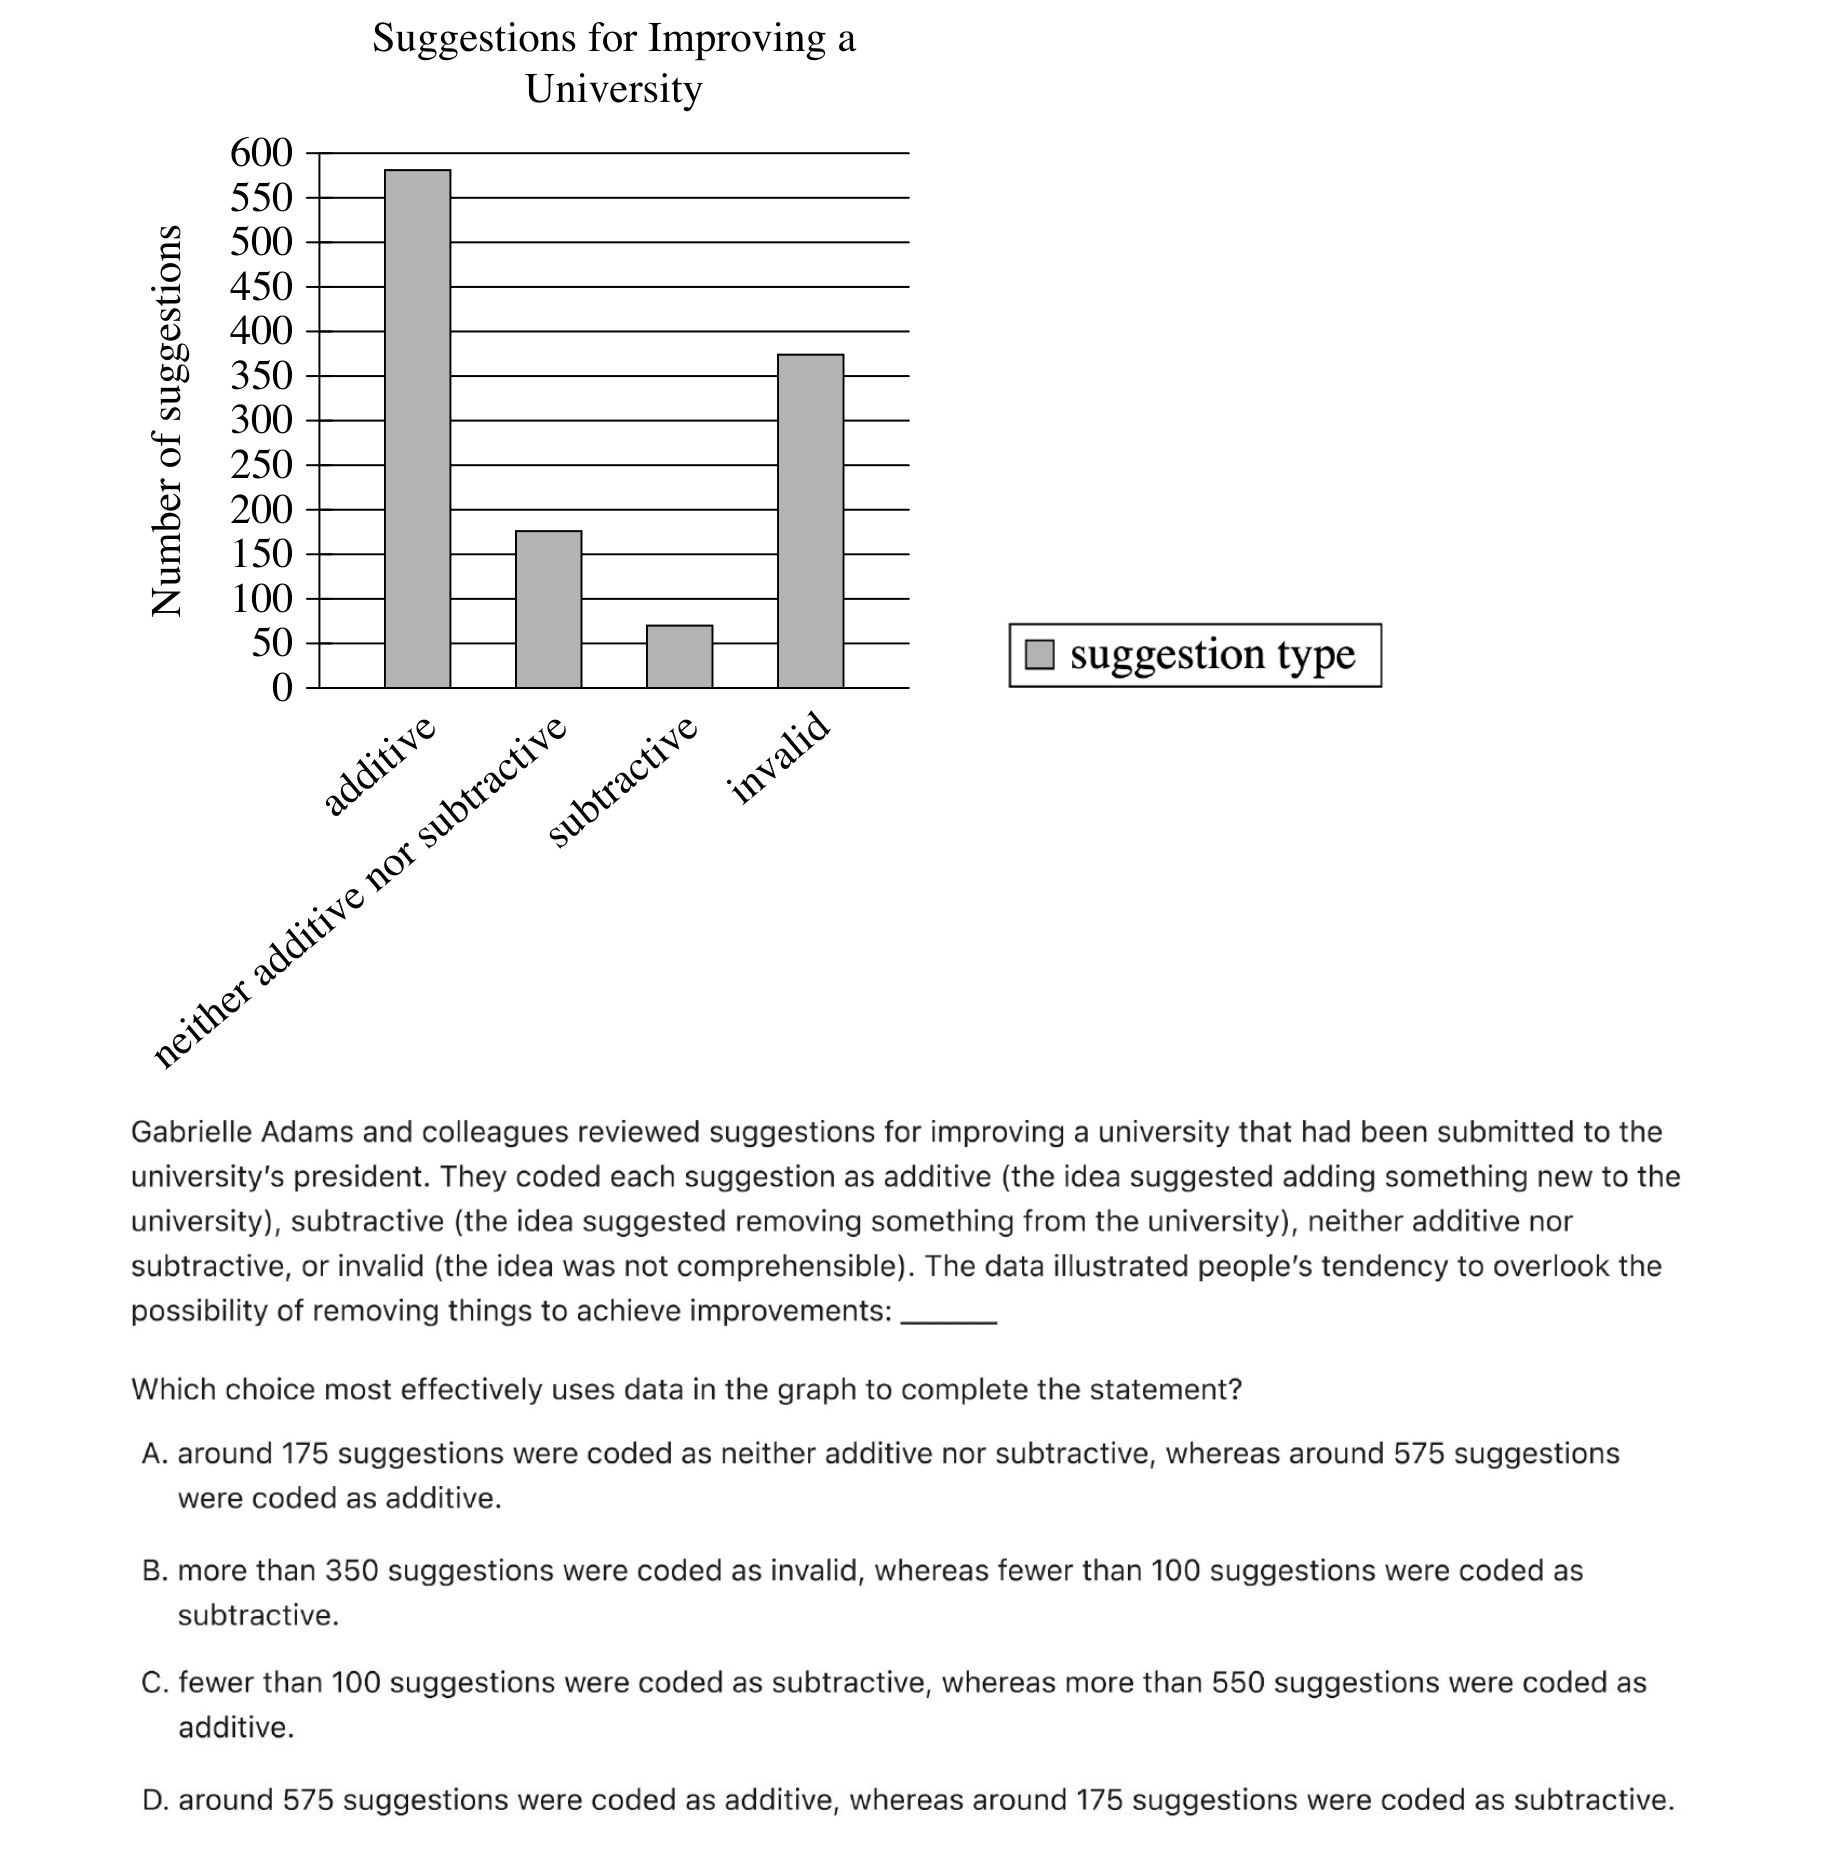 Suggestions for Improving a
University
Number of suggestions
600
550
500
450
400
350
300
250
200
150
100
50
0
additive
neither additive nor subtractive
subtractive
invalid
suggestion type
Gabrielle Adams and colleagues reviewed suggestions for improving a university that had been submitted to the
university’s president. They coded each suggestion as additive (the idea suggested adding something new to the
university), subtractive (the idea suggested removing something from the university), neither additive nor
subtractive, or invalid (the idea was not comprehensible). The data illustrated people’s tendency to overlook the
possibility of removing things to achieve improvements: ______
Which choice most effectively uses data in the graph to complete the statement?
A. around 175 suggestions were coded as neither additive nor subtractive, whereas around 575 suggestions
were coded as additive.
B. more than 350 suggestions were coded as invalid, whereas fewer than 100 suggestions were coded as
subtractive.
C. fewer than 100 suggestions were coded as subtractive, whereas more than 550 suggestions were coded as
additive.
D. around 575 suggestions were coded as additive, whereas around 175 suggestions were coded as subtractive.